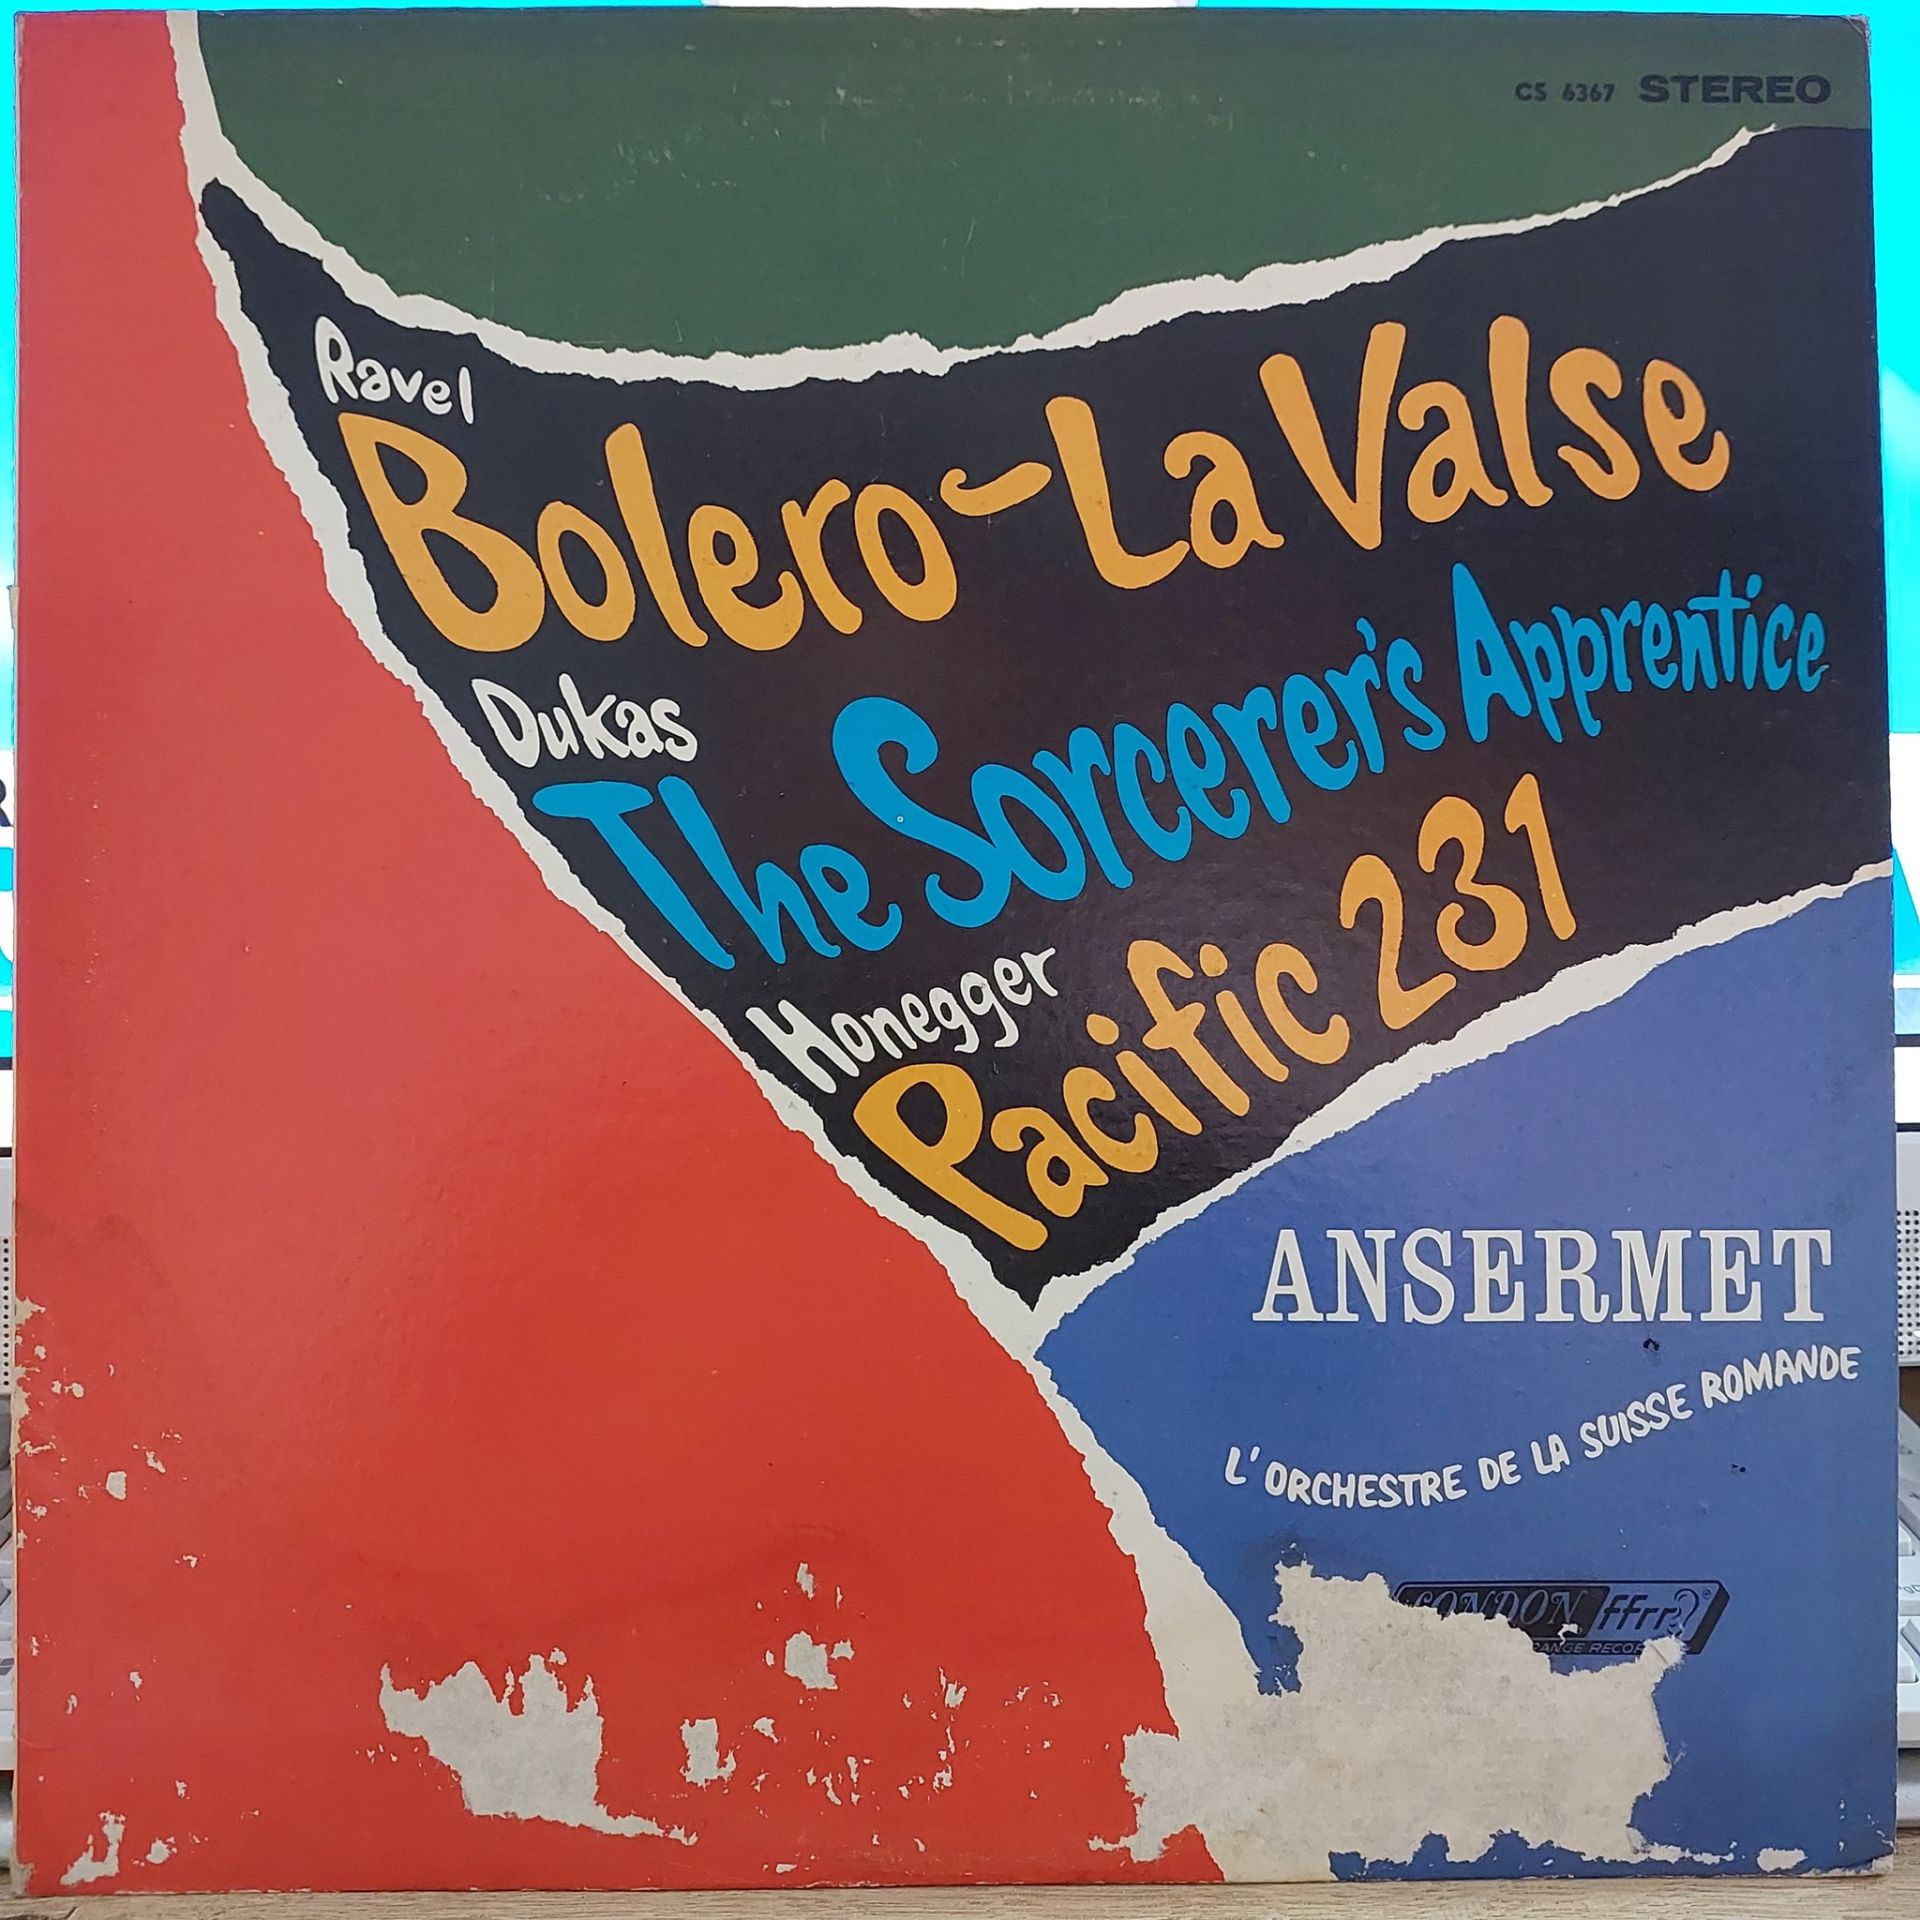 CS 6367 STEREO
Ravel
Bolero-La Valse
Dukas
The Sorcerer's Apprentice
Honegger
Pacific 231
ANSERMET
L'ORCHESTRE DE LA SUISSE ROMANDE
LONDON ffrr